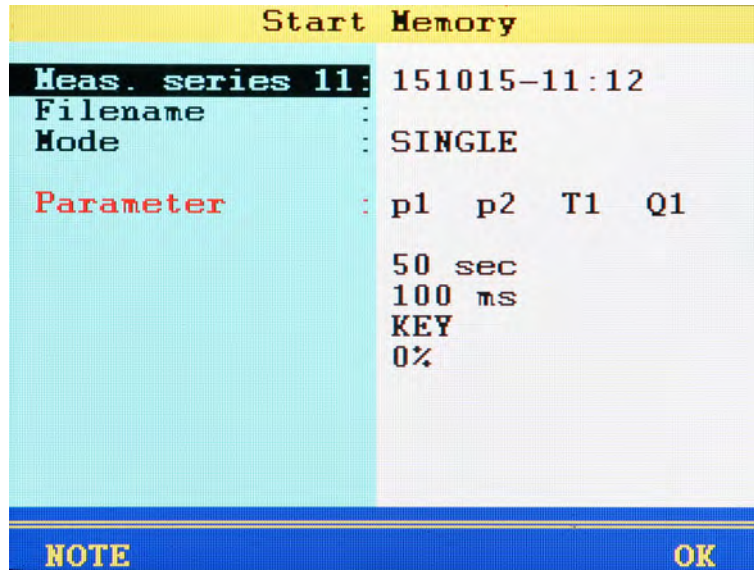 Start Memory
Meas. series 11: 151015-11:12
Filename :
Mode : SINGLE
Parameter : p1 p2 T1 Q1
50 sec
100 ms
KEY
0%
NOTE OK